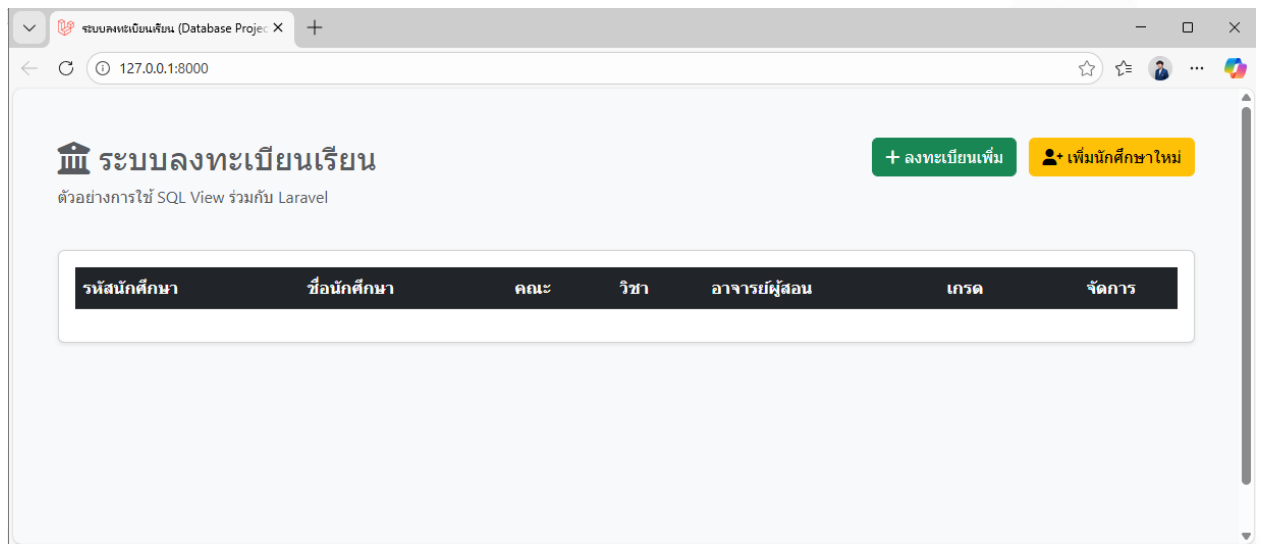 ระบบลงทะเบียนเรียน (Database Projec
127.0.0.1:8000
ระบบลงทะเบียนเรียน
+ ลงทะเบียนเพิ่ม
เพิ่มนักศึกษาใหม่
ตัวอย่างการใช้ SQL View ร่วมกับ Laravel
รหัสนักศึกษา ชื่อนักศึกษา คณะ วิชา อาจารย์ผู้สอน เกรด จัดการ